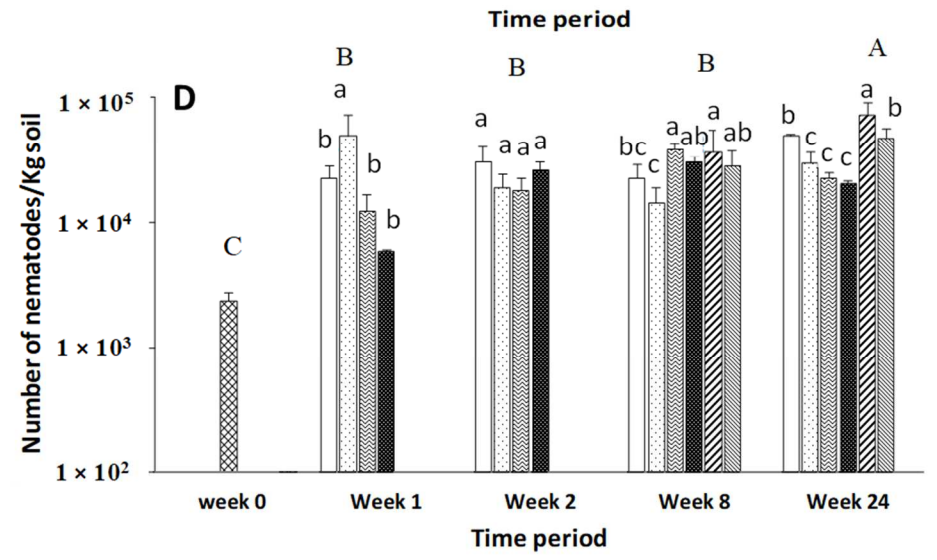 Time period
A
B
B
B
D
1 × 10⁵
a
a
b
b
a
a
a
ab
b
a a a
bc
c
ab
c
c
c
b
b
1 × 10⁴
C
1 × 10³
1 × 10²
Number of nematodes/Kg soil
week 0 Week 1 Week 2 Week 8 Week 24
Time period